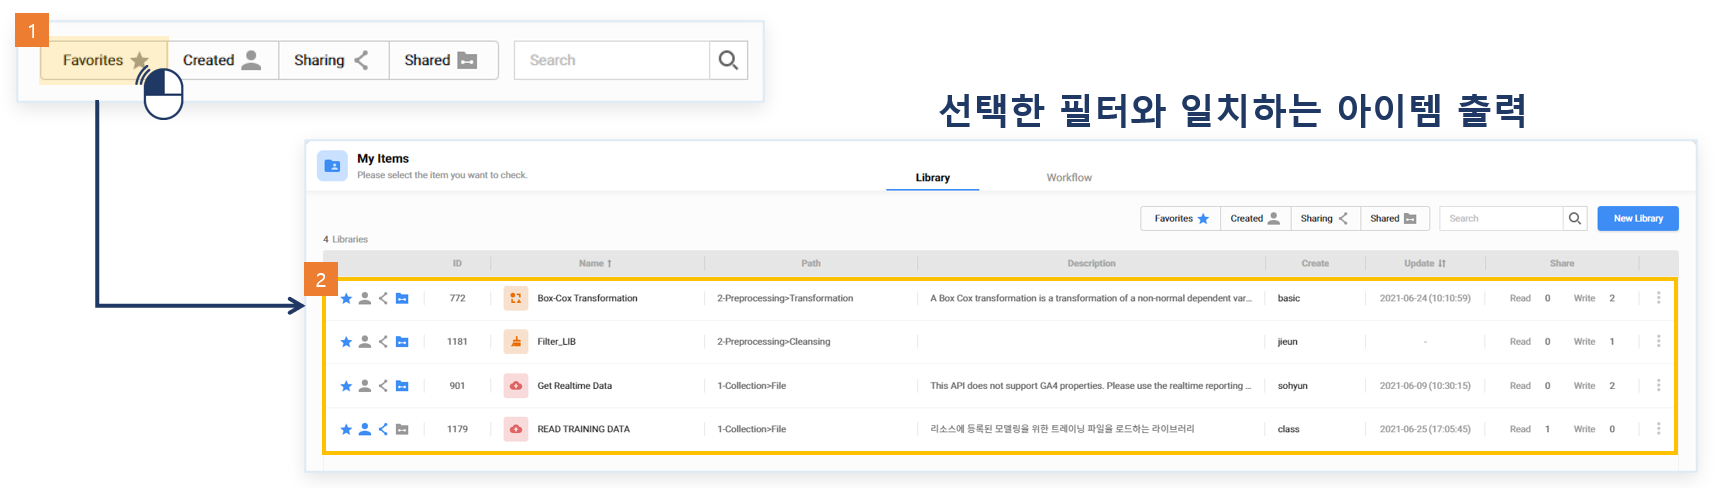 1
Favorites Created Sharing Shared Search
선택한 필터와 일치하는 아이템 출력
My Items
Please select the item you want to check.
Library Workflow
Favorites Created Sharing Shared Search New Library
4 Libraries
ID Name ↑ Path Description Create Update ↓↑ Share
2
772 Box-Cox Transformation 2-Preprocessing>Transformation A Box Cox transformation is a transformation of a non-normal dependent var... basic 2021-06-24 (10:10:59) Read 0 Write 2
1181 Filter_LIB 2-Preprocessing>Cleansing jieun - Read 0 Write 1
901 Get Realtime Data 1-Collection>File This API does not support GA4 properties. Please use the realtime reporting ... sohyun 2021-06-09 (10:30:15) Read 0 Write 2
1179 READ TRAINING DATA 1-Collection>File 리소스에 등록된 모델링을 위한 트레이닝 파일을 로드하는 라이브러리 class 2021-06-25 (17:05:45) Read 1 Write 0